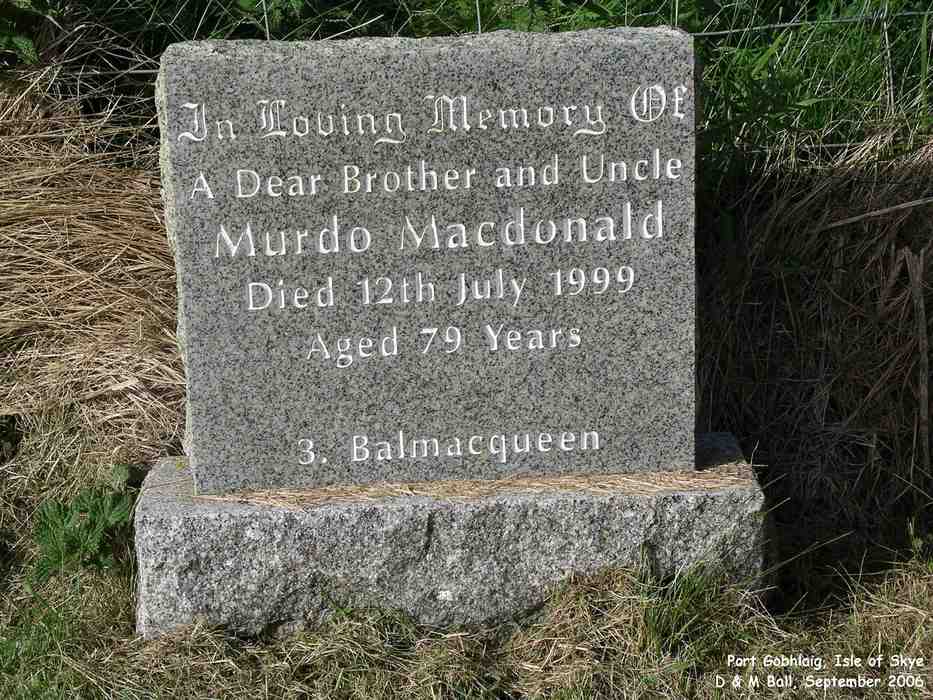 In Loving Memory Of
A Dear Brother and Uncle
Murdo Macdonald
Died 12th July 1999
Aged 79 Years
3. Balmacqueen
Port Gobhlaig, Isle of Skye
D & M Ball, September 2006